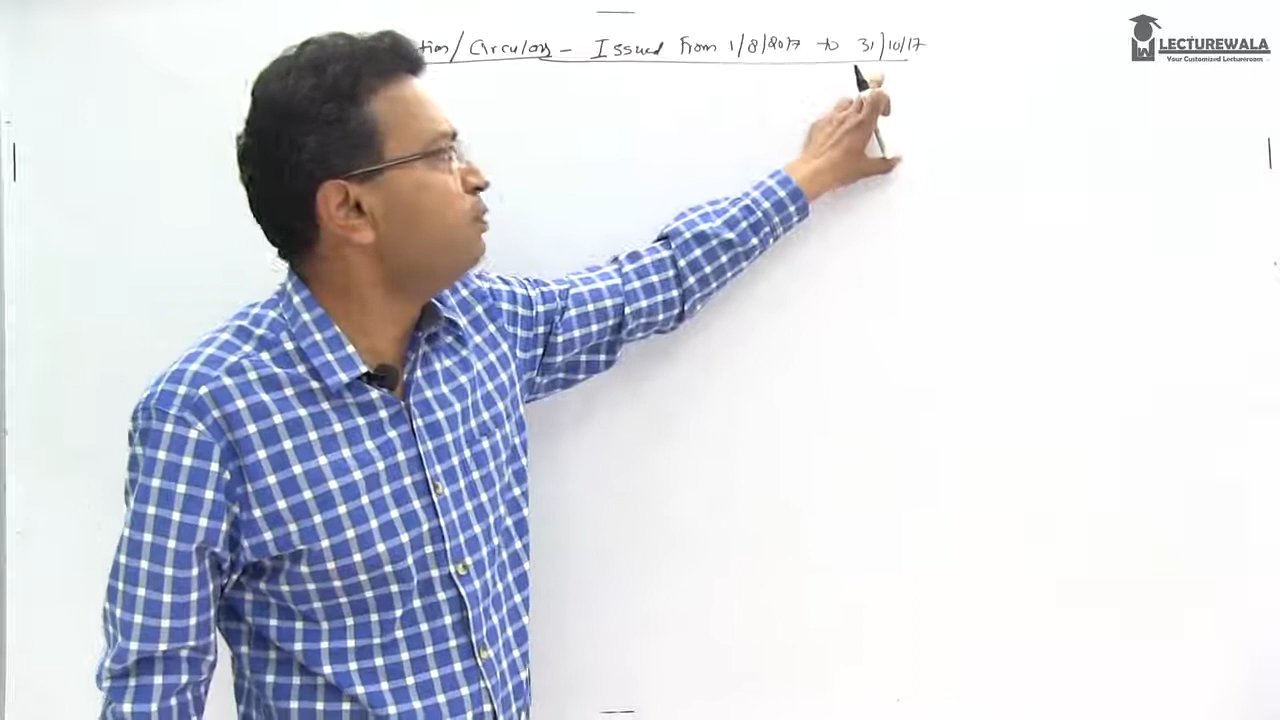 tion/Circulars - Issued from 1/8/2017 to 31/10/17
LECTUREWALA
Your Customized Lectureroom